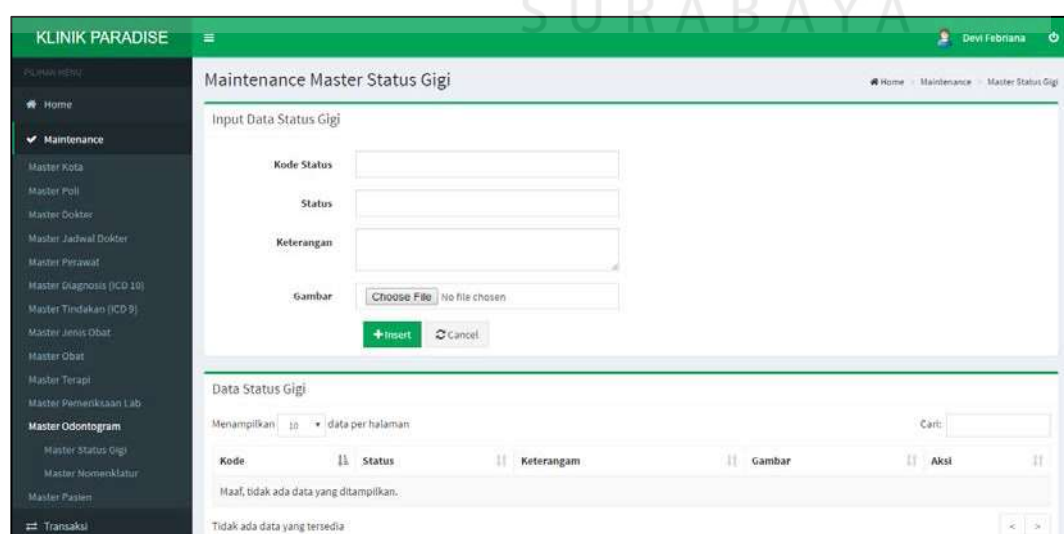 SURABAYA
KLINIK PARADISE
Devi Febriana
PILIHAN MENU
Maintenance Master Status Gigi
Home > Maintenance > Master Status Gigi
Home
Maintenance
Master Kota
Master Poli
Master Dokter
Master Jadwal Dokter
Master Perawat
Master Diagnosis (ICD 10)
Master Tindakan (ICD 9)
Master Jenis Obat
Master Obat
Master Terapi
Master Pemeriksaan Lab
Master Odontogram
Master Status Gigi
Master Nomenklatur
Master Pasien
Transaksi
Input Data Status Gigi
Kode Status
Status
Keterangan
Gambar Choose File No file chosen
Insert Cancel
Data Status Gigi
Menampilkan 10 data per halaman Cari:
Kode Status Keterangam Gambar Aksi
Maaf, tidak ada data yang ditampilkan.
Tidak ada data yang tersedia < >